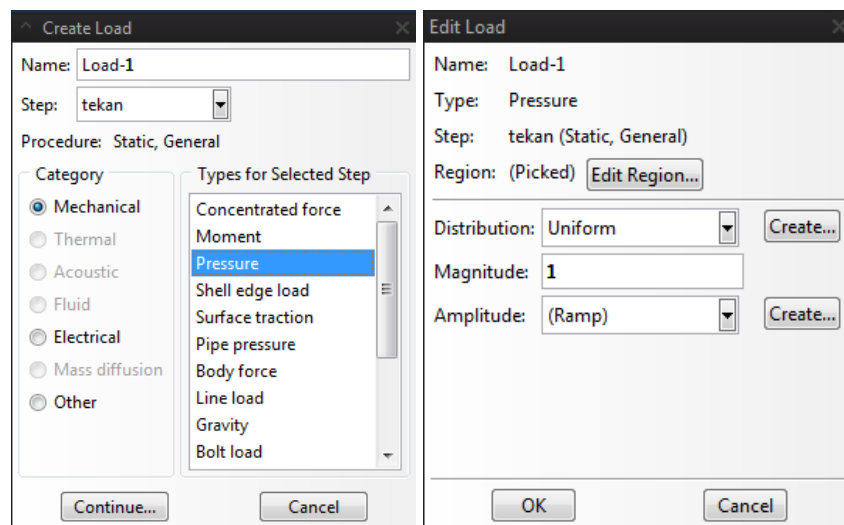 Create Load
Name: Load-1
Step: tekan
Procedure: Static, General
Category
Mechanical
Thermal
Acoustic
Fluid
Electrical
Mass diffusion
Other
Types for Selected Step
Concentrated force
Moment
Pressure
Shell edge load
Surface traction
Pipe pressure
Body force
Line load
Gravity
Bolt load
Continue...
Cancel
Edit Load
Name: Load-1
Type: Pressure
Step: tekan (Static, General)
Region: (Picked) Edit Region...
Distribution: Uniform Create...
Magnitude: 1
Amplitude: (Ramp) Create...
OK
Cancel